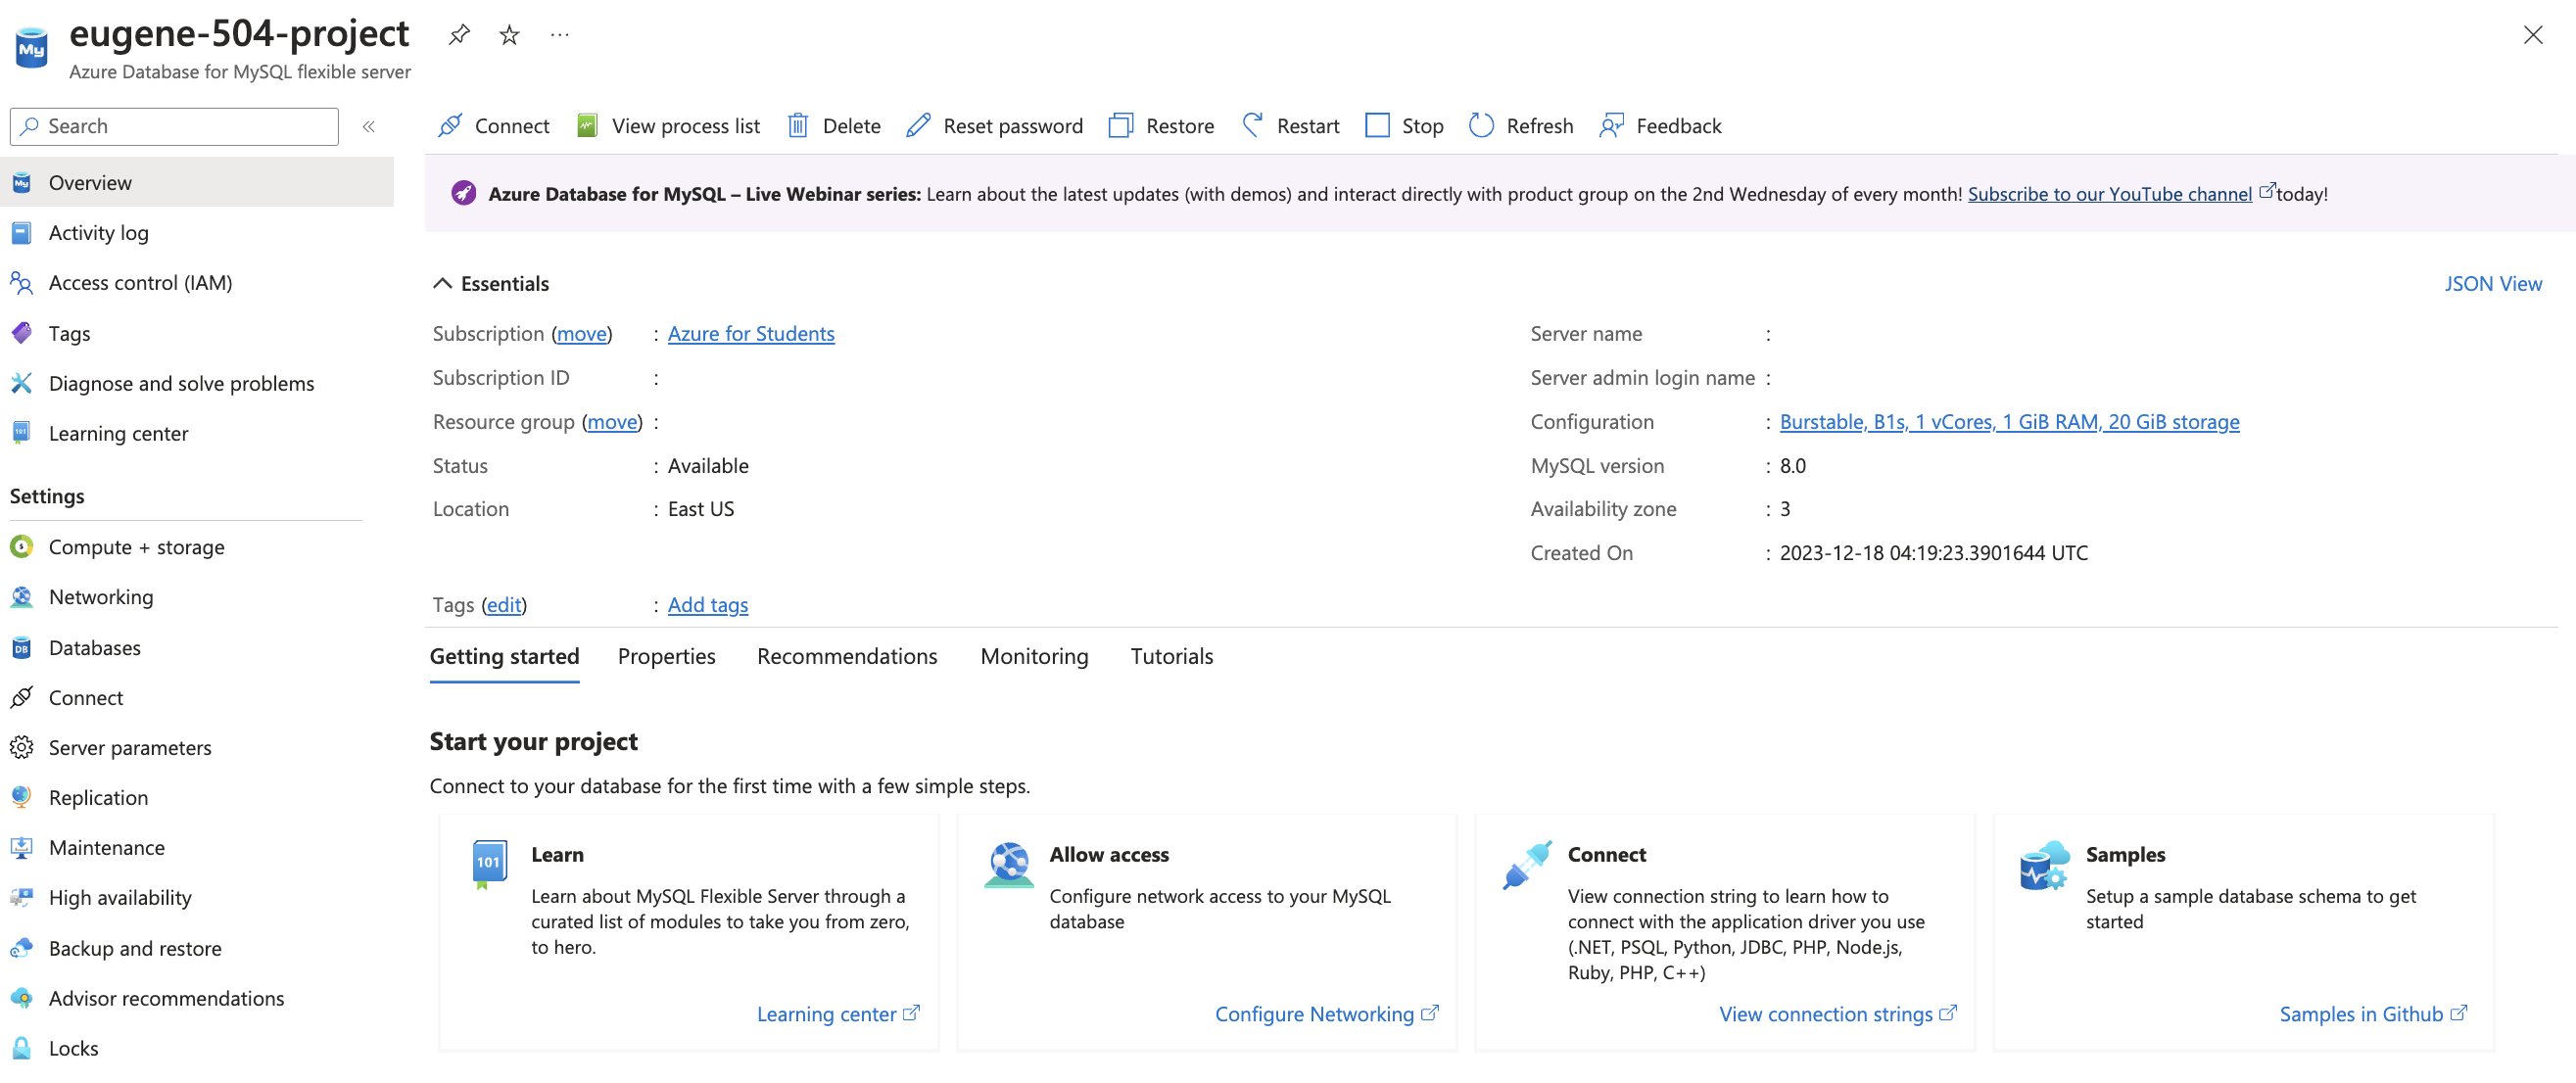 eugene-504-project
Azure Database for MySQL flexible server
Search
«
Connect
View process list
Delete
Reset password
Restore
Restart
Stop
Refresh
Feedback
Overview
Activity log
Access control (IAM)
Tags
Diagnose and solve problems
Learning center
Settings
Compute + storage
Networking
Databases
Connect
Server parameters
Replication
Maintenance
High availability
Backup and restore
Advisor recommendations
Locks
Azure Database for MySQL – Live Webinar series: Learn about the latest updates (with demos) and interact directly with product group on the 2nd Wednesday of every month! Subscribe to our YouTube channel today!
Essentials
JSON View
Subscription (move) : Azure for Students
Subscription ID :
Resource group (move) :
Status : Available
Location : East US
Server name :
Server admin login name :
Configuration : Burstable, B1s, 1 vCores, 1 GiB RAM, 20 GiB storage
MySQL version : 8.0
Availability zone : 3
Created On : 2023-12-18 04:19:23.3901644 UTC
Tags (edit) : Add tags
Getting started
Properties
Recommendations
Monitoring
Tutorials
Start your project
Connect to your database for the first time with a few simple steps.
101
Learn
Learn about MySQL Flexible Server through a
curated list of modules to take you from zero,
to hero.
Learning center
Allow access
Configure network access to your MySQL
database
Configure Networking
Connect
View connection string to learn how to
connect with the application driver you use
(.NET, PSQL, Python, JDBC, PHP, Node.js,
Ruby, PHP, C++)
View connection strings
Samples
Setup a sample database schema to get
started
Samples in Github